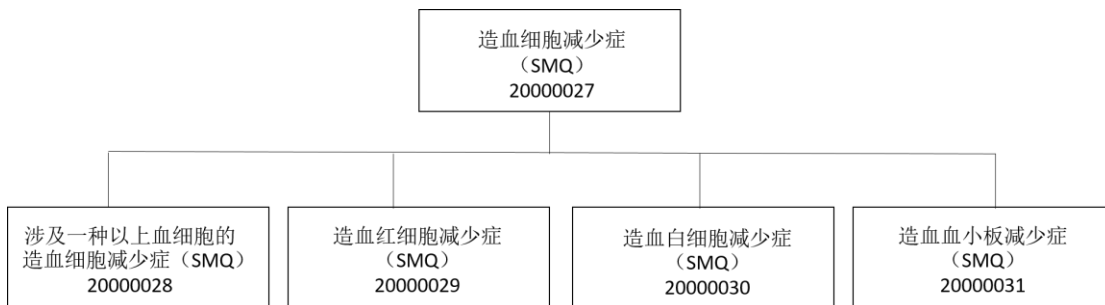 造血细胞减少症
（SMQ）
20000027
涉及一种以上血细胞的
造血细胞减少症（SMQ）
20000028
造血红细胞减少症
（SMQ）
20000029
造血白细胞减少症
（SMQ）
20000030
造血血小板减少症
（SMQ）
20000031